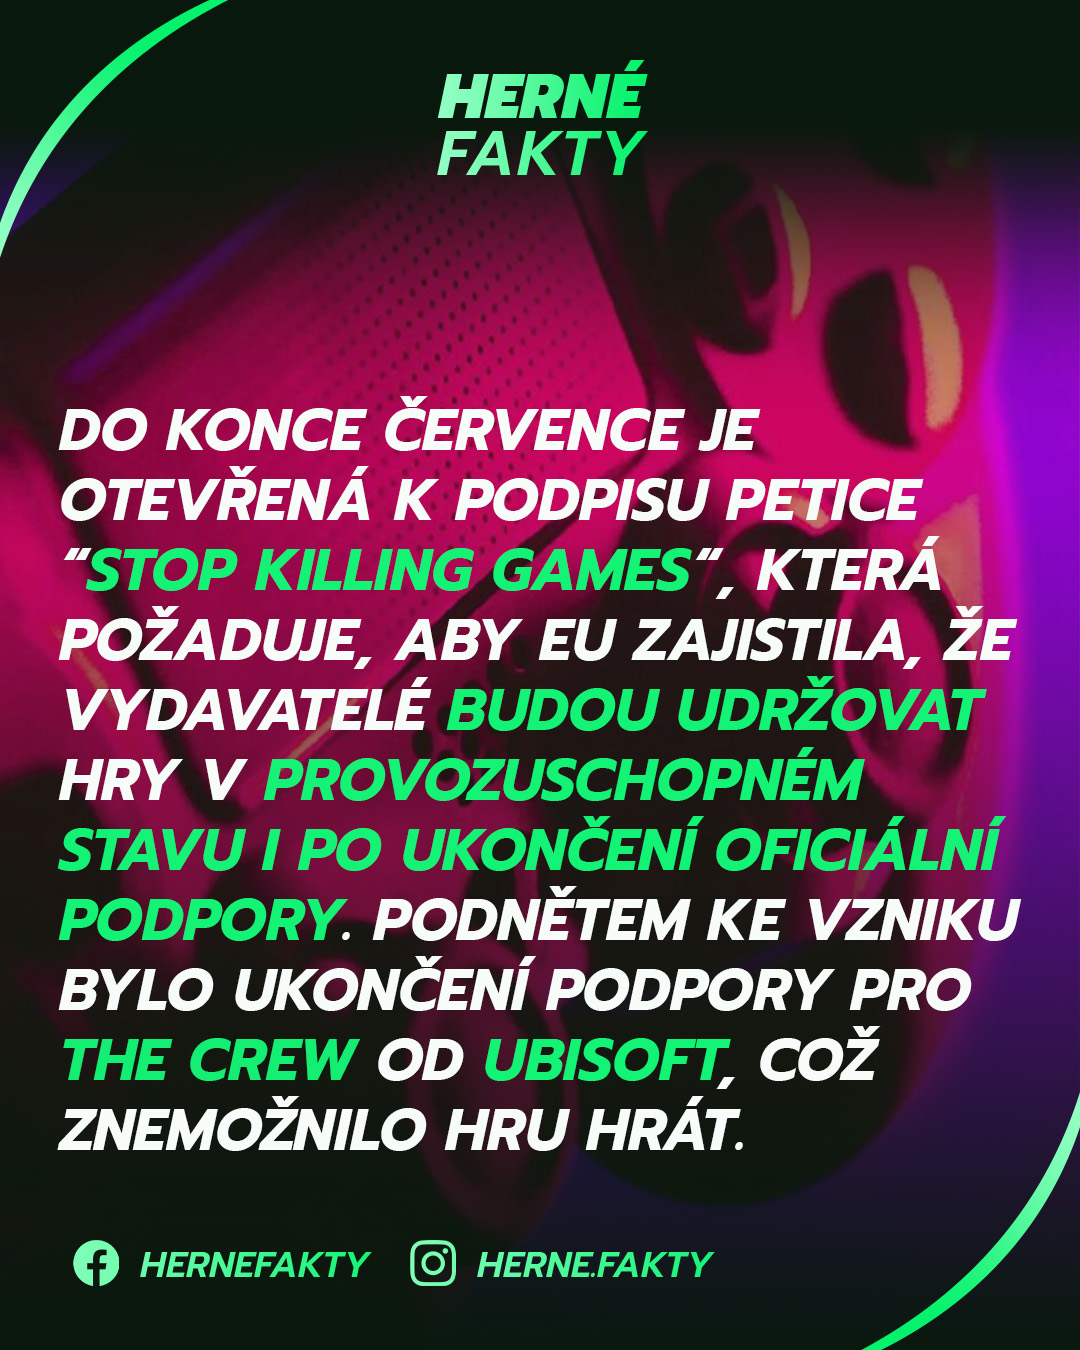 HERNÉ
FAKTY
DO KONCE ČERVENCE JE
OTEVŘENÁ K PODPISU PETICE
“STOP KILLING GAMES”, KTERÁ
POŽADUJE, ABY EU ZAJISTILA, ŽE
VYDAVATELÉ BUDOU UDRŽOVAT
HRY V PROVOZUSCHOPNÉM
STAVU I PO UKONČENÍ OFICIÁLNÍ
PODPORY. PODNĚTEM KE VZNIKU
BYLO UKONČENÍ PODPORY PRO
THE CREW OD UBISOFT, COŽ
ZNEMOŽNILO HRU HRÁT.
HERNEFAKTY HERNE.FAKTY